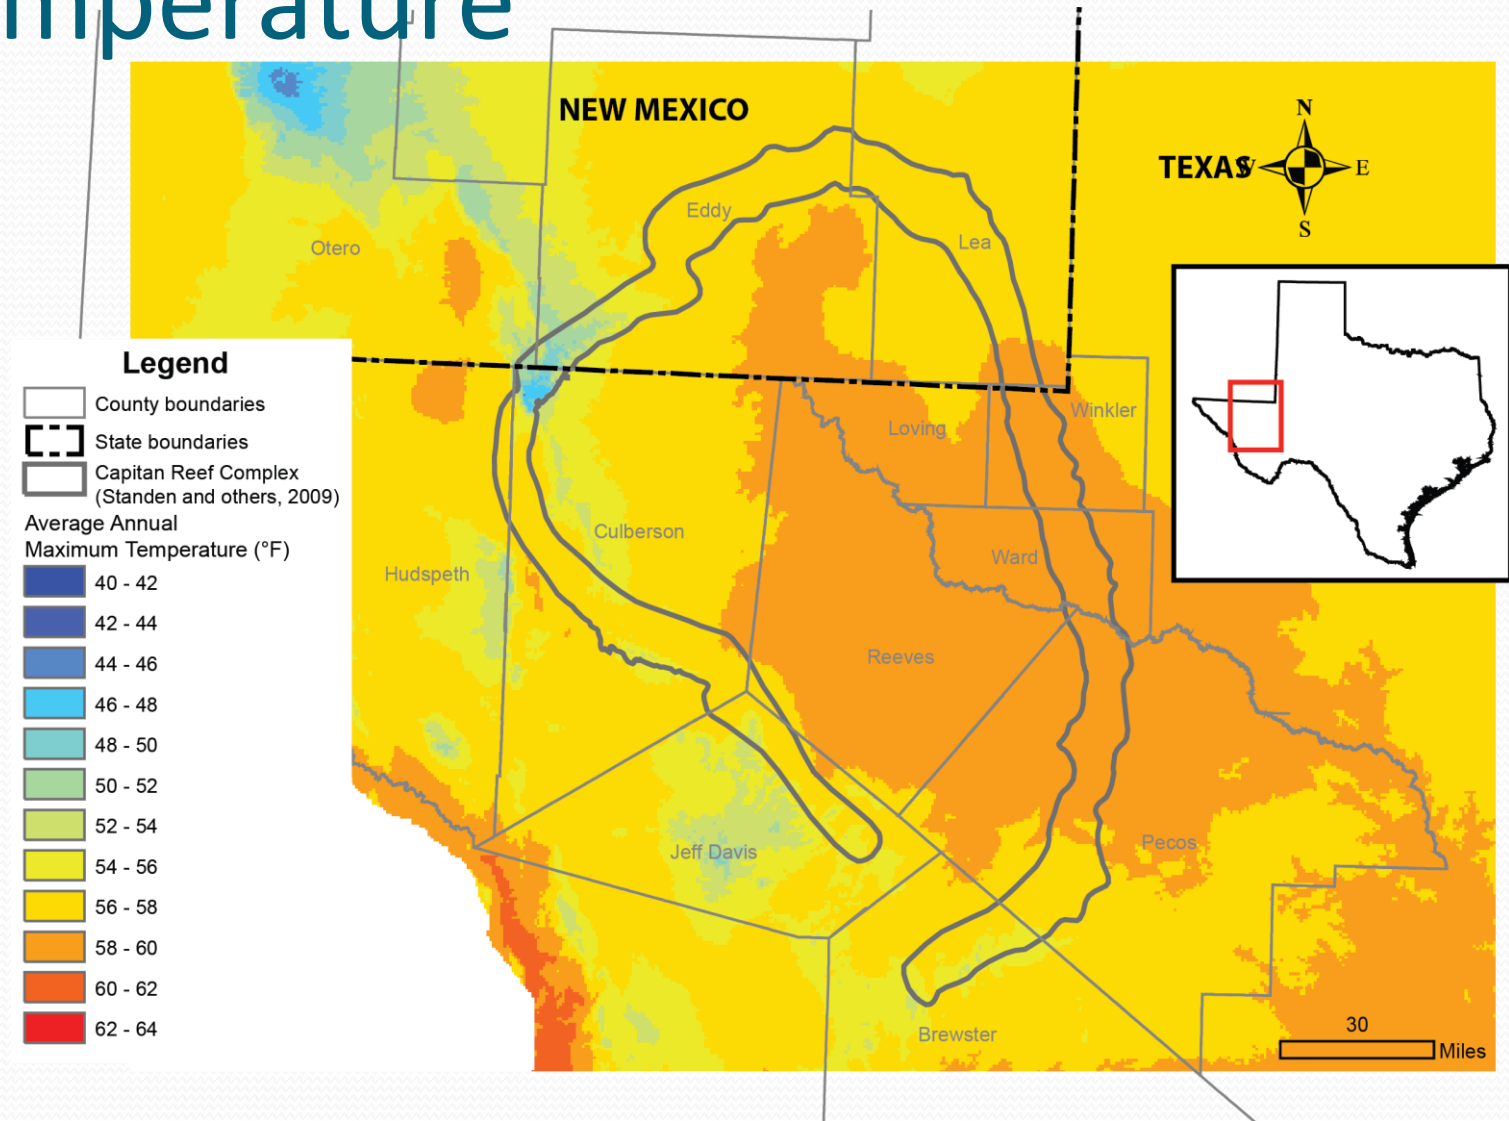 mperature
NEW MEXICO
N
TEXAS
W
E
S
Eddy
Otero
Lea
Legend
County boundaries
State boundaries
Capitan Reef Complex
(Standen and others, 2009)
Average Annual
Maximum Temperature (°F)
40 - 42
42 - 44
44 - 46
46 - 48
48 - 50
50 - 52
52 - 54
54 - 56
56 - 58
58 - 60
60 - 62
62 - 64
Winkler
Loving
Culberson
Ward
Hudspeth
Reeves
Jeff Davis
Pecos
Brewster
30
Miles